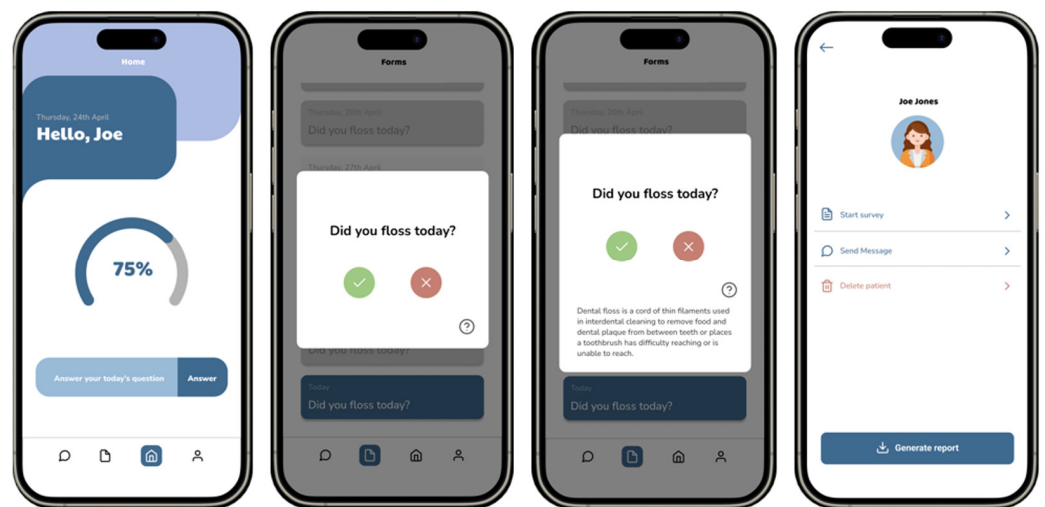 Home
Thursday, 24th April
Hello, Joe
75%
Answer your today's question
Answer
Forms
Thursday, 26th April
Did you floss today?
Thursday, 27th April
Did you floss today?
Did you floss today?
Today
Did you floss today?
Forms
Thursday, 26th April
Did you floss today?
Did you floss today?
Dental floss is a cord of thin filaments used
in interdental cleaning to remove food and
dental plaque from between teeth or places
a toothbrush has difficulty reaching or is
unable to reach.
Today
Did you floss today?
Joe Jones
Start survey
Send Message
Delete patient
Generate report